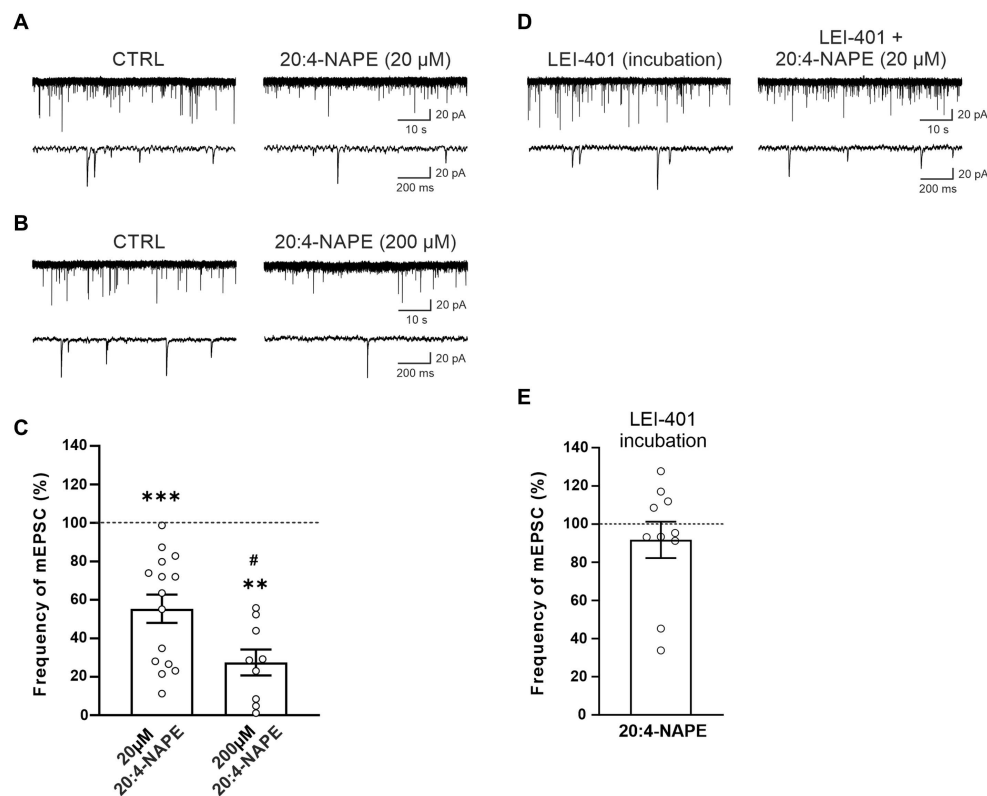 A
CTRL
20:4-NAPE (20 µM)
20 pA
10 s
20 pA
200 ms
B
CTRL
20:4-NAPE (200 µM)
20 pA
10 s
20 pA
200 ms
C
Frequency of mEPSC (%)
140
120
100
80
60
40
20
0
***
#
**
20µM
20:4-NAPE
200µM
20:4-NAPE
D
LEI-401 (incubation)
LEI-401 +
20:4-NAPE (20 µM)
20 pA
10 s
20 pA
200 ms
E
LEI-401
incubation
Frequency of mEPSC (%)
140
120
100
80
60
40
20
0
20:4-NAPE